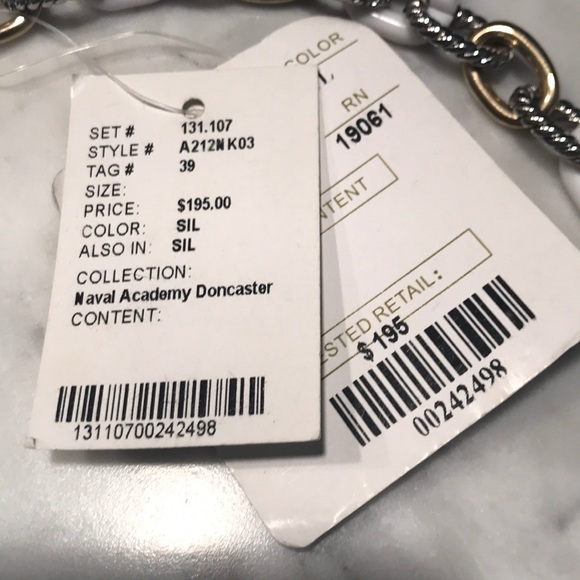 SET # 131.107
STYLE # A212NK03
TAG # 39
SIZE:
PRICE: $195.00
COLOR: SIL
ALSO IN: SIL
COLLECTION:
Naval Academy Doncaster
CONTENT:
13110700242498
COLOR
RN
19061
NTENT
ESTED RETAIL:
$195
00242498